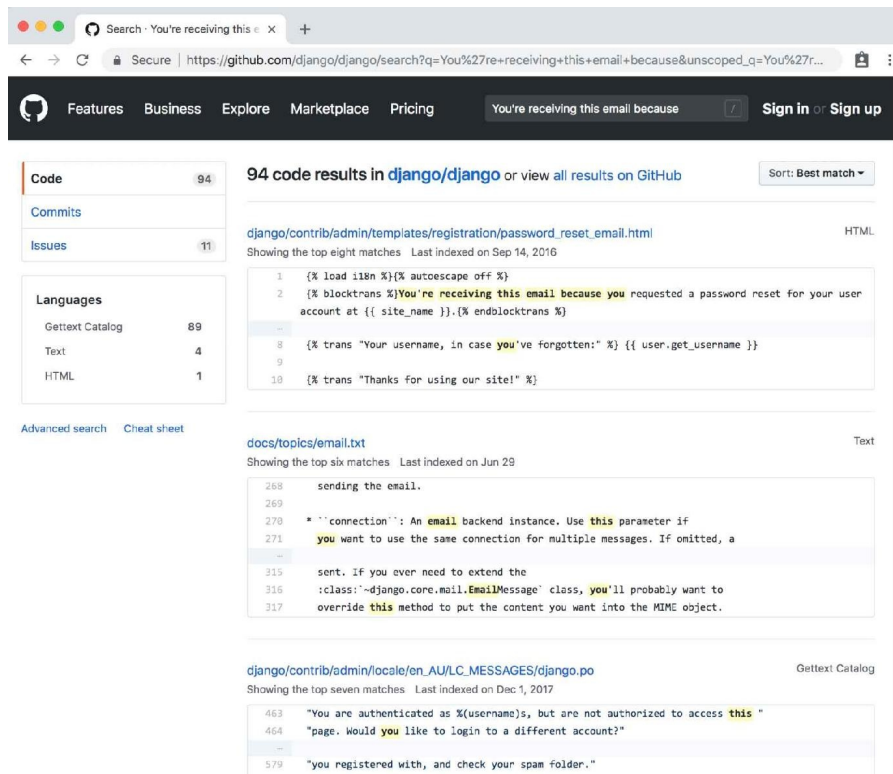 Search · You're receiving this e
Secure | https://github.com/django/django/search?q=You%27re+receiving+this+email+because&unscoped_q=You%27r...
Features Business Explore Marketplace Pricing You're receiving this email because / Sign in or Sign up
Code 94
Commits
Issues 11
Languages
Gettext Catalog 89
Text 4
HTML 1
Advanced search Cheat sheet
94 code results in django/django or view all results on GitHub Sort: Best match
django/contrib/admin/templates/registration/password_reset_email.html HTML
Showing the top eight matches Last indexed on Sep 14, 2016
1 {% load i18n %}{% autoescape off %}
2 {% blocktrans %}You're receiving this email because you requested a password reset for your user
account at {{ site_name }}.{% endblocktrans %}
…
8 {% trans "Your username, in case you've forgotten:" %} {{ user.get_username }}
9
10 {% trans "Thanks for using our site!" %}
docs/topics/email.txt Text
Showing the top six matches Last indexed on Jun 29
268 sending the email.
269
270 * ``connection``: An email backend instance. Use this parameter if
271 you want to use the same connection for multiple messages. If omitted, a
…
315 sent. If you ever need to extend the
316 :class:`~django.core.mail.EmailMessage` class, you'll probably want to
317 override this method to put the content you want into the MIME object.
django/contrib/admin/locale/en_AU/LC_MESSAGES/django.po Gettext Catalog
Showing the top seven matches Last indexed on Dec 1, 2017
463 "You are authenticated as %(username)s, but are not authorized to access this "
464 "page. Would you like to login to a different account?"
…
579 "you registered with, and check your spam folder."